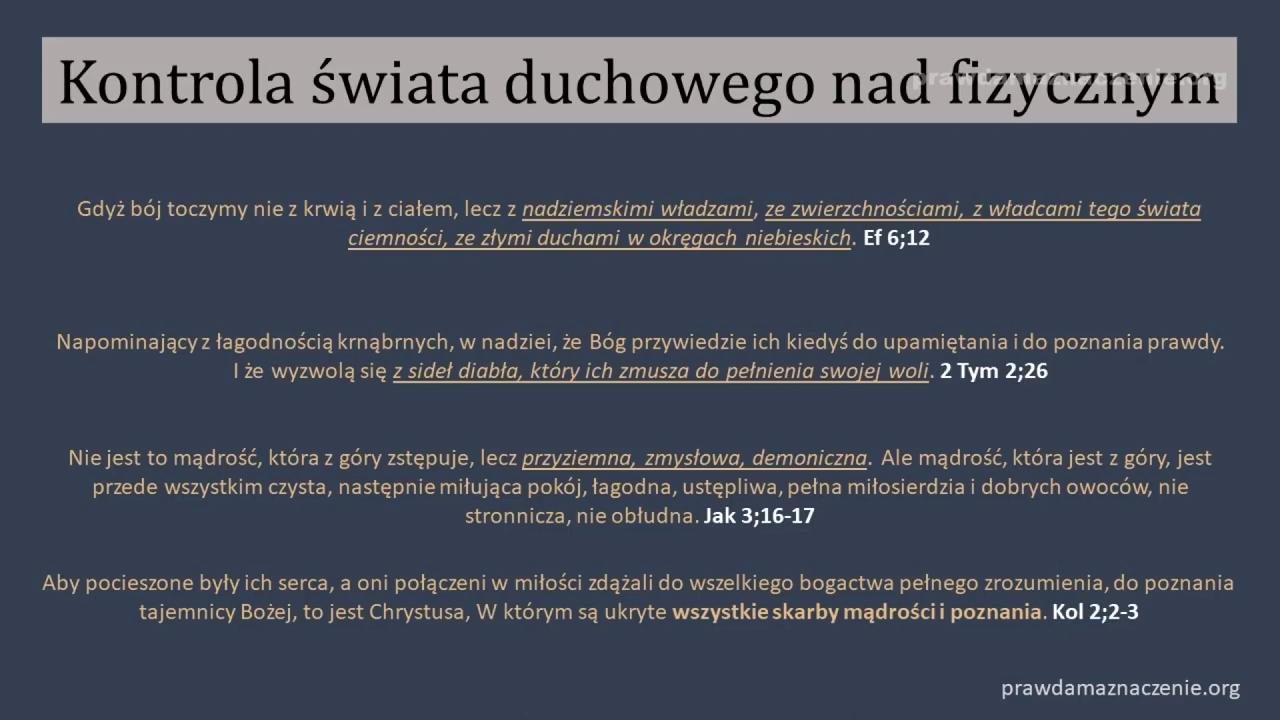 Kontrola świata duchowego nad fizycznym
prawdamaznaczenie.org
Gdyż bój toczymy nie z krwią i z ciałem, lecz z nadziemskimi władzami, ze zwierzchnościami, z władcami tego świata
ciemności, ze złymi duchami w okręgach niebieskich. Ef 6;12
Napominający z łagodnością krnąbrnych, w nadziei, że Bóg przywiedzie ich kiedyś do upamiętania i do poznania prawdy.
I że wyzwolą się z sideł diabła, który ich zmusza do pełnienia swojej woli. 2 Tym 2;26
Nie jest to mądrość, która z góry zstępuje, lecz przyziemna, zmysłowa, demoniczna. Ale mądrość, która jest z góry, jest
przede wszystkim czysta, następnie miłująca pokój, łagodna, ustępliwa, pełna miłosierdzia i dobrych owoców, nie
stronnicza, nie obłudna. Jak 3;16-17
Aby pocieszone były ich serca, a oni połączeni w miłości zdążali do wszelkiego bogactwa pełnego zrozumienia, do poznania
tajemnicy Bożej, to jest Chrystusa, W którym są ukryte wszystkie skarby mądrości i poznania. Kol 2;2-3
prawdamaznaczenie.org